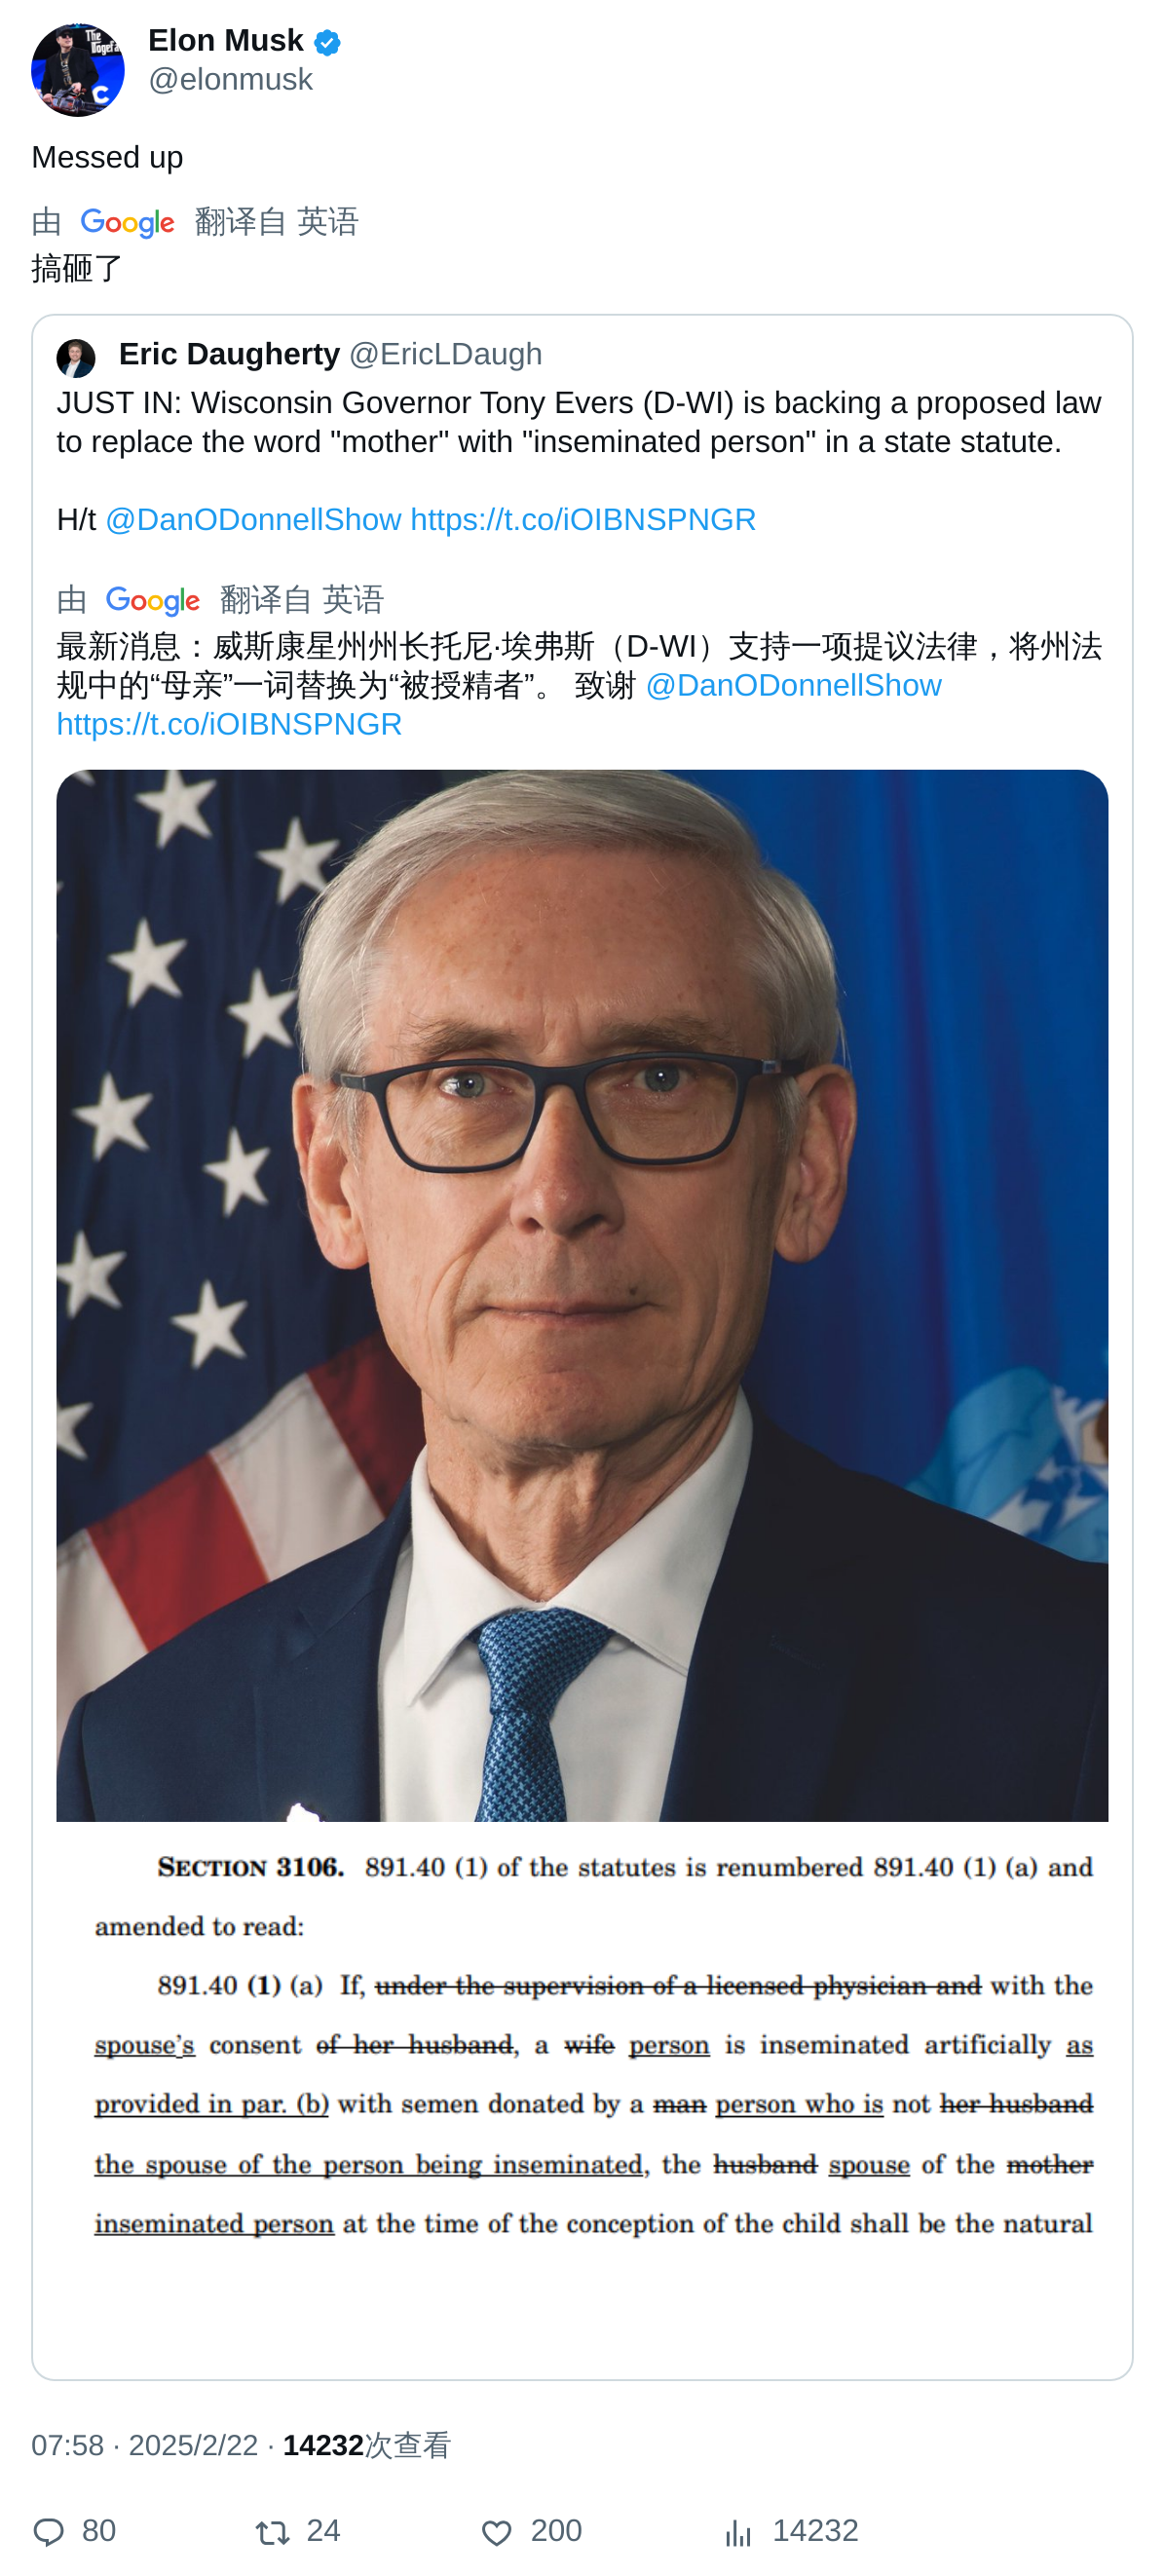 The
Bogefa
C
Elon Musk
@elonmusk
Messed up
由 Google 翻译自 英语
搞砸了
Eric Daugherty @EricLDaugh
JUST IN: Wisconsin Governor Tony Evers (D-WI) is backing a proposed law
to replace the word "mother" with "inseminated person" in a state statute.
H/t @DanODonnellShow https://t.co/iOIBNSPNGR
由 Google 翻译自 英语
最新消息：威斯康星州州长托尼·埃弗斯（D-WI）支持一项提议法律，将州法
规中的“母亲”一词替换为“被授精者”。 致谢 @DanODonnellShow
https://t.co/iOIBNSPNGR
SECTION 3106. 891.40 (1) of the statutes is renumbered 891.40 (1) (a) and
amended to read:
891.40 (1) (a) If, under the supervision of a licensed physician and with the
spouse's consent of her husband, a wife person is inseminated artificially as
provided in par. (b) with semen donated by a man person who is not her husband
the spouse of the person being inseminated, the husband spouse of the mother
inseminated person at the time of the conception of the child shall be the natural
07:58 · 2025/2/22 · 14232次查看
80 24 200 14232